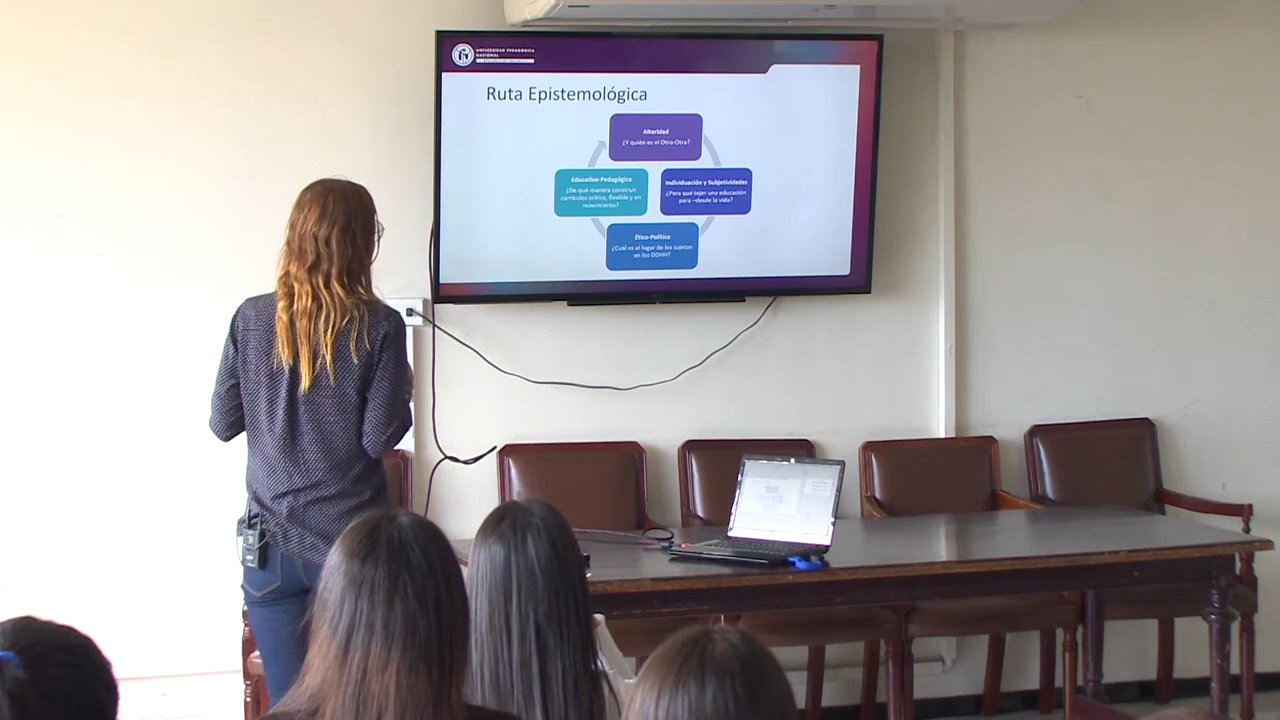 UNIVERSIDAD PEDAGOGICA
NACIONAL
Ruta Epistemológica
Alteridad
¿Y quién es el Otro-Otra?
Educativo-Pedagógica
¿De qué manera construir
currículos crítico, flexible y en
movimiento?
Individuación y Subjetividades
¿Para qué tejer una educación
para –desde la vida?
Ético-Política
¿Cuál es el lugar de los sujetos
en los DDHH?